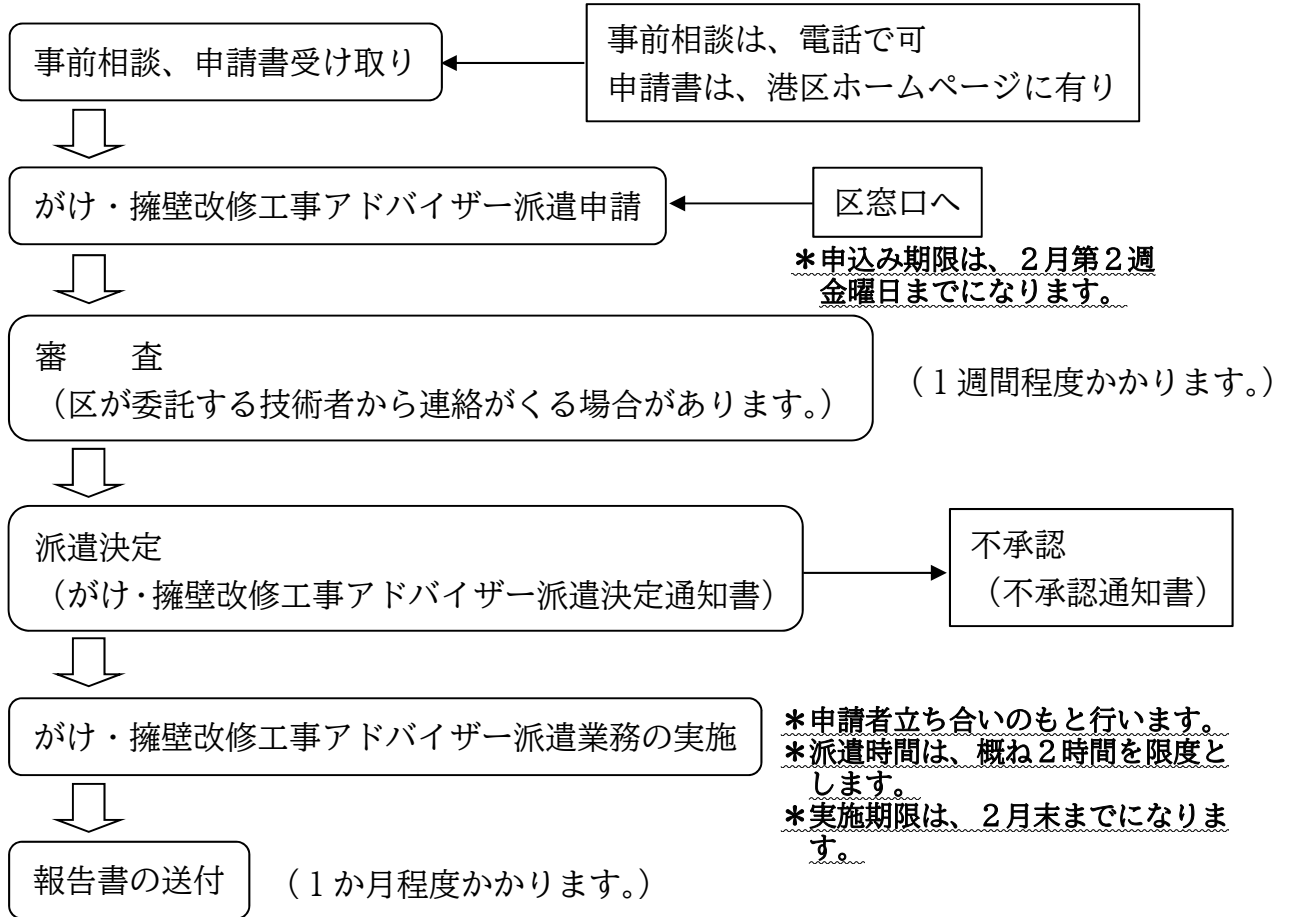 事前相談、申請書受け取り
事前相談は、電話で可
申請書は、港区ホームページに有り
がけ・擁壁改修工事アドバイザー派遣申請
区窓口へ
＊申込み期限は、２月第２週
金曜日までになります。
審　　査
（区が委託する技術者から連絡がくる場合があります。）
（１週間程度かかります。）
派遣決定
（がけ・擁壁改修工事アドバイザー派遣決定通知書）
不承認
（不承認通知書）
がけ・擁壁改修工事アドバイザー派遣業務の実施
＊申請者立ち合いのもと行います。
＊派遣時間は、概ね２時間を限度と
します。
＊実施期限は、２月末までになりま
す。
報告書の送付
（１か月程度かかります。）